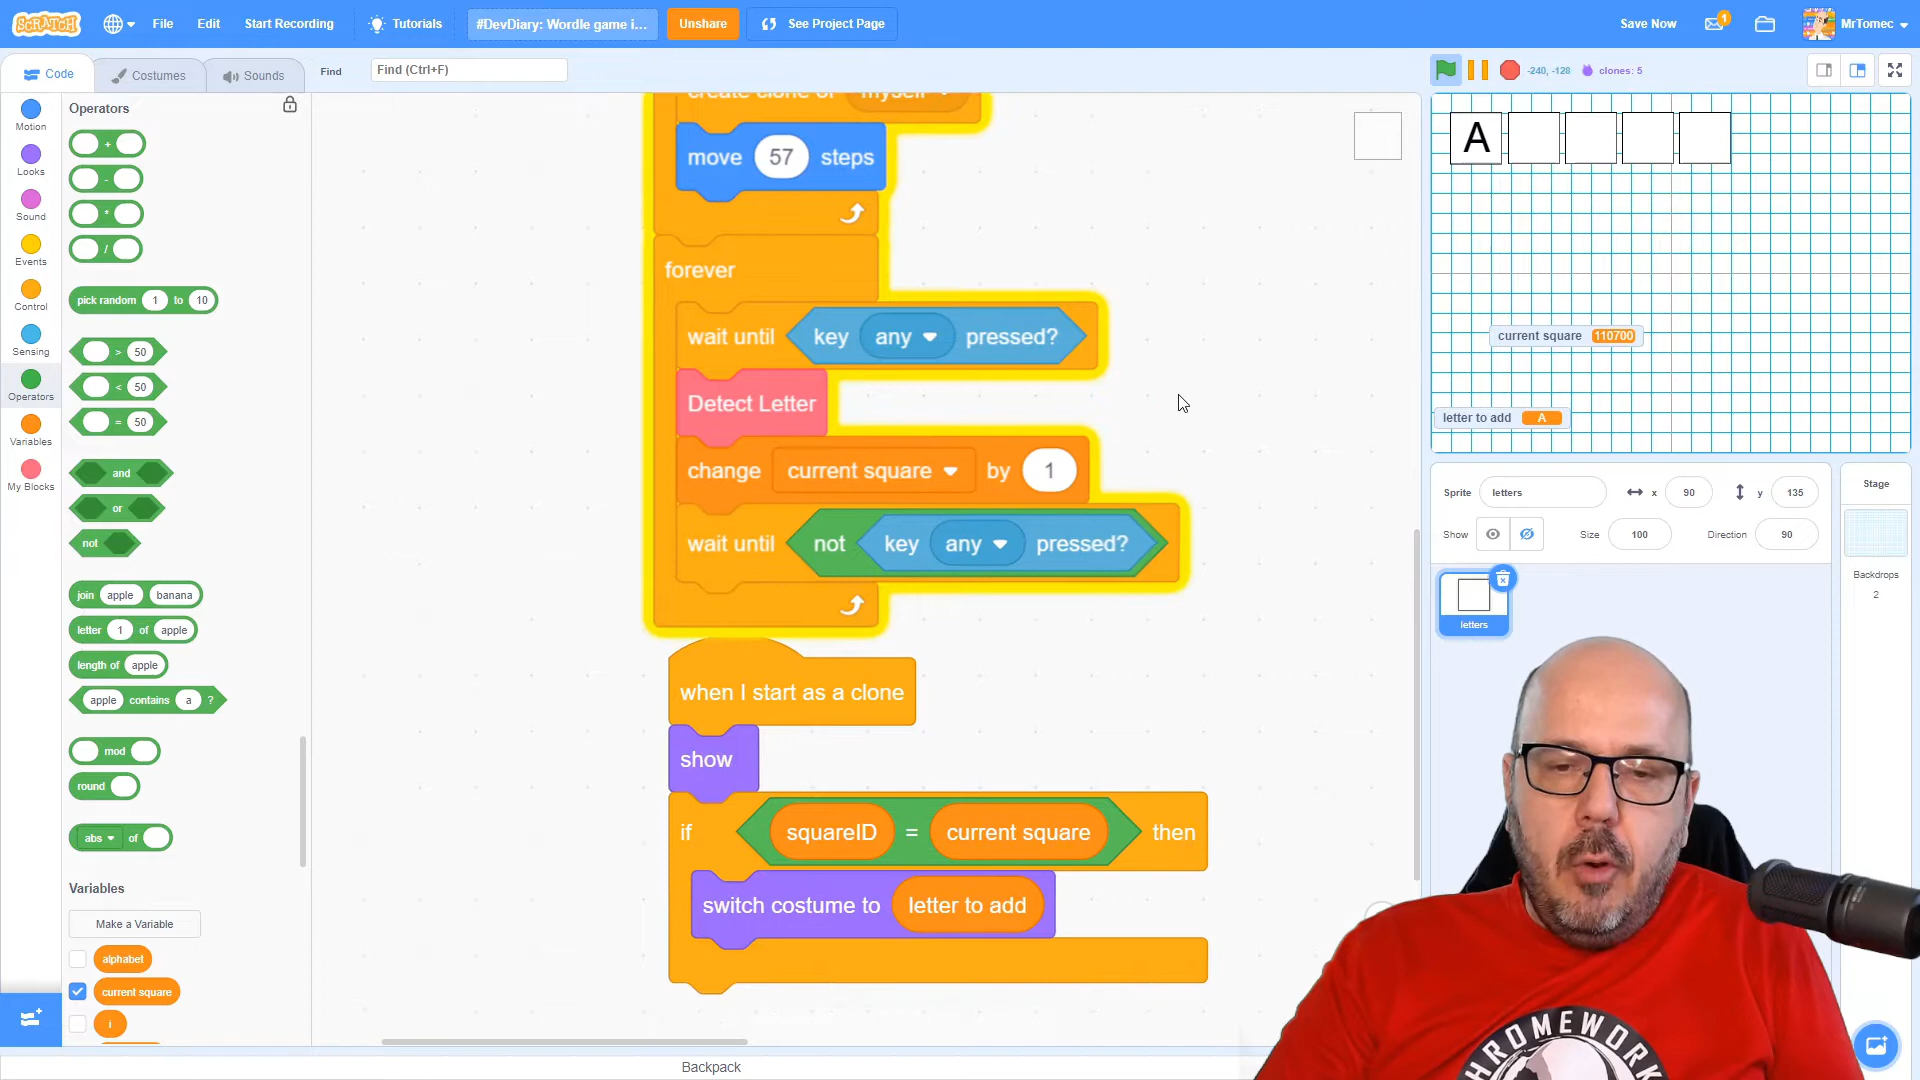 SCRATCH File Edit Start Recording Tutorials #DevDiary: Wordle game i... Unshare See Project Page Save Now 1 MrTomec
Code Costumes Sounds Find Find (Ctrl+F) -240, -128 clones: 5
Motion
Looks
Sound
Events
Control
Sensing
Operators
Variables
My Blocks
Operators
+
-
*
/
pick random 1 to 10
> 50
< 50
= 50
and
or
not
join apple banana
letter 1 of apple
length of apple
apple contains a ?
mod
round
abs of
Variables
Make a Variable
alphabet
current square
i
create clone of myself
move 57 steps
forever
wait until key any pressed?
Detect Letter
change current square by 1
wait until not key any pressed?
when I start as a clone
show
if squareID = current square then
switch costume to letter to add
Backpack
A
current square 110700
letter to add A
Sprite letters x 90 y 135
Show Size 100 Direction 90
letters
Stage
Backdrops
2
CHROMEWORK